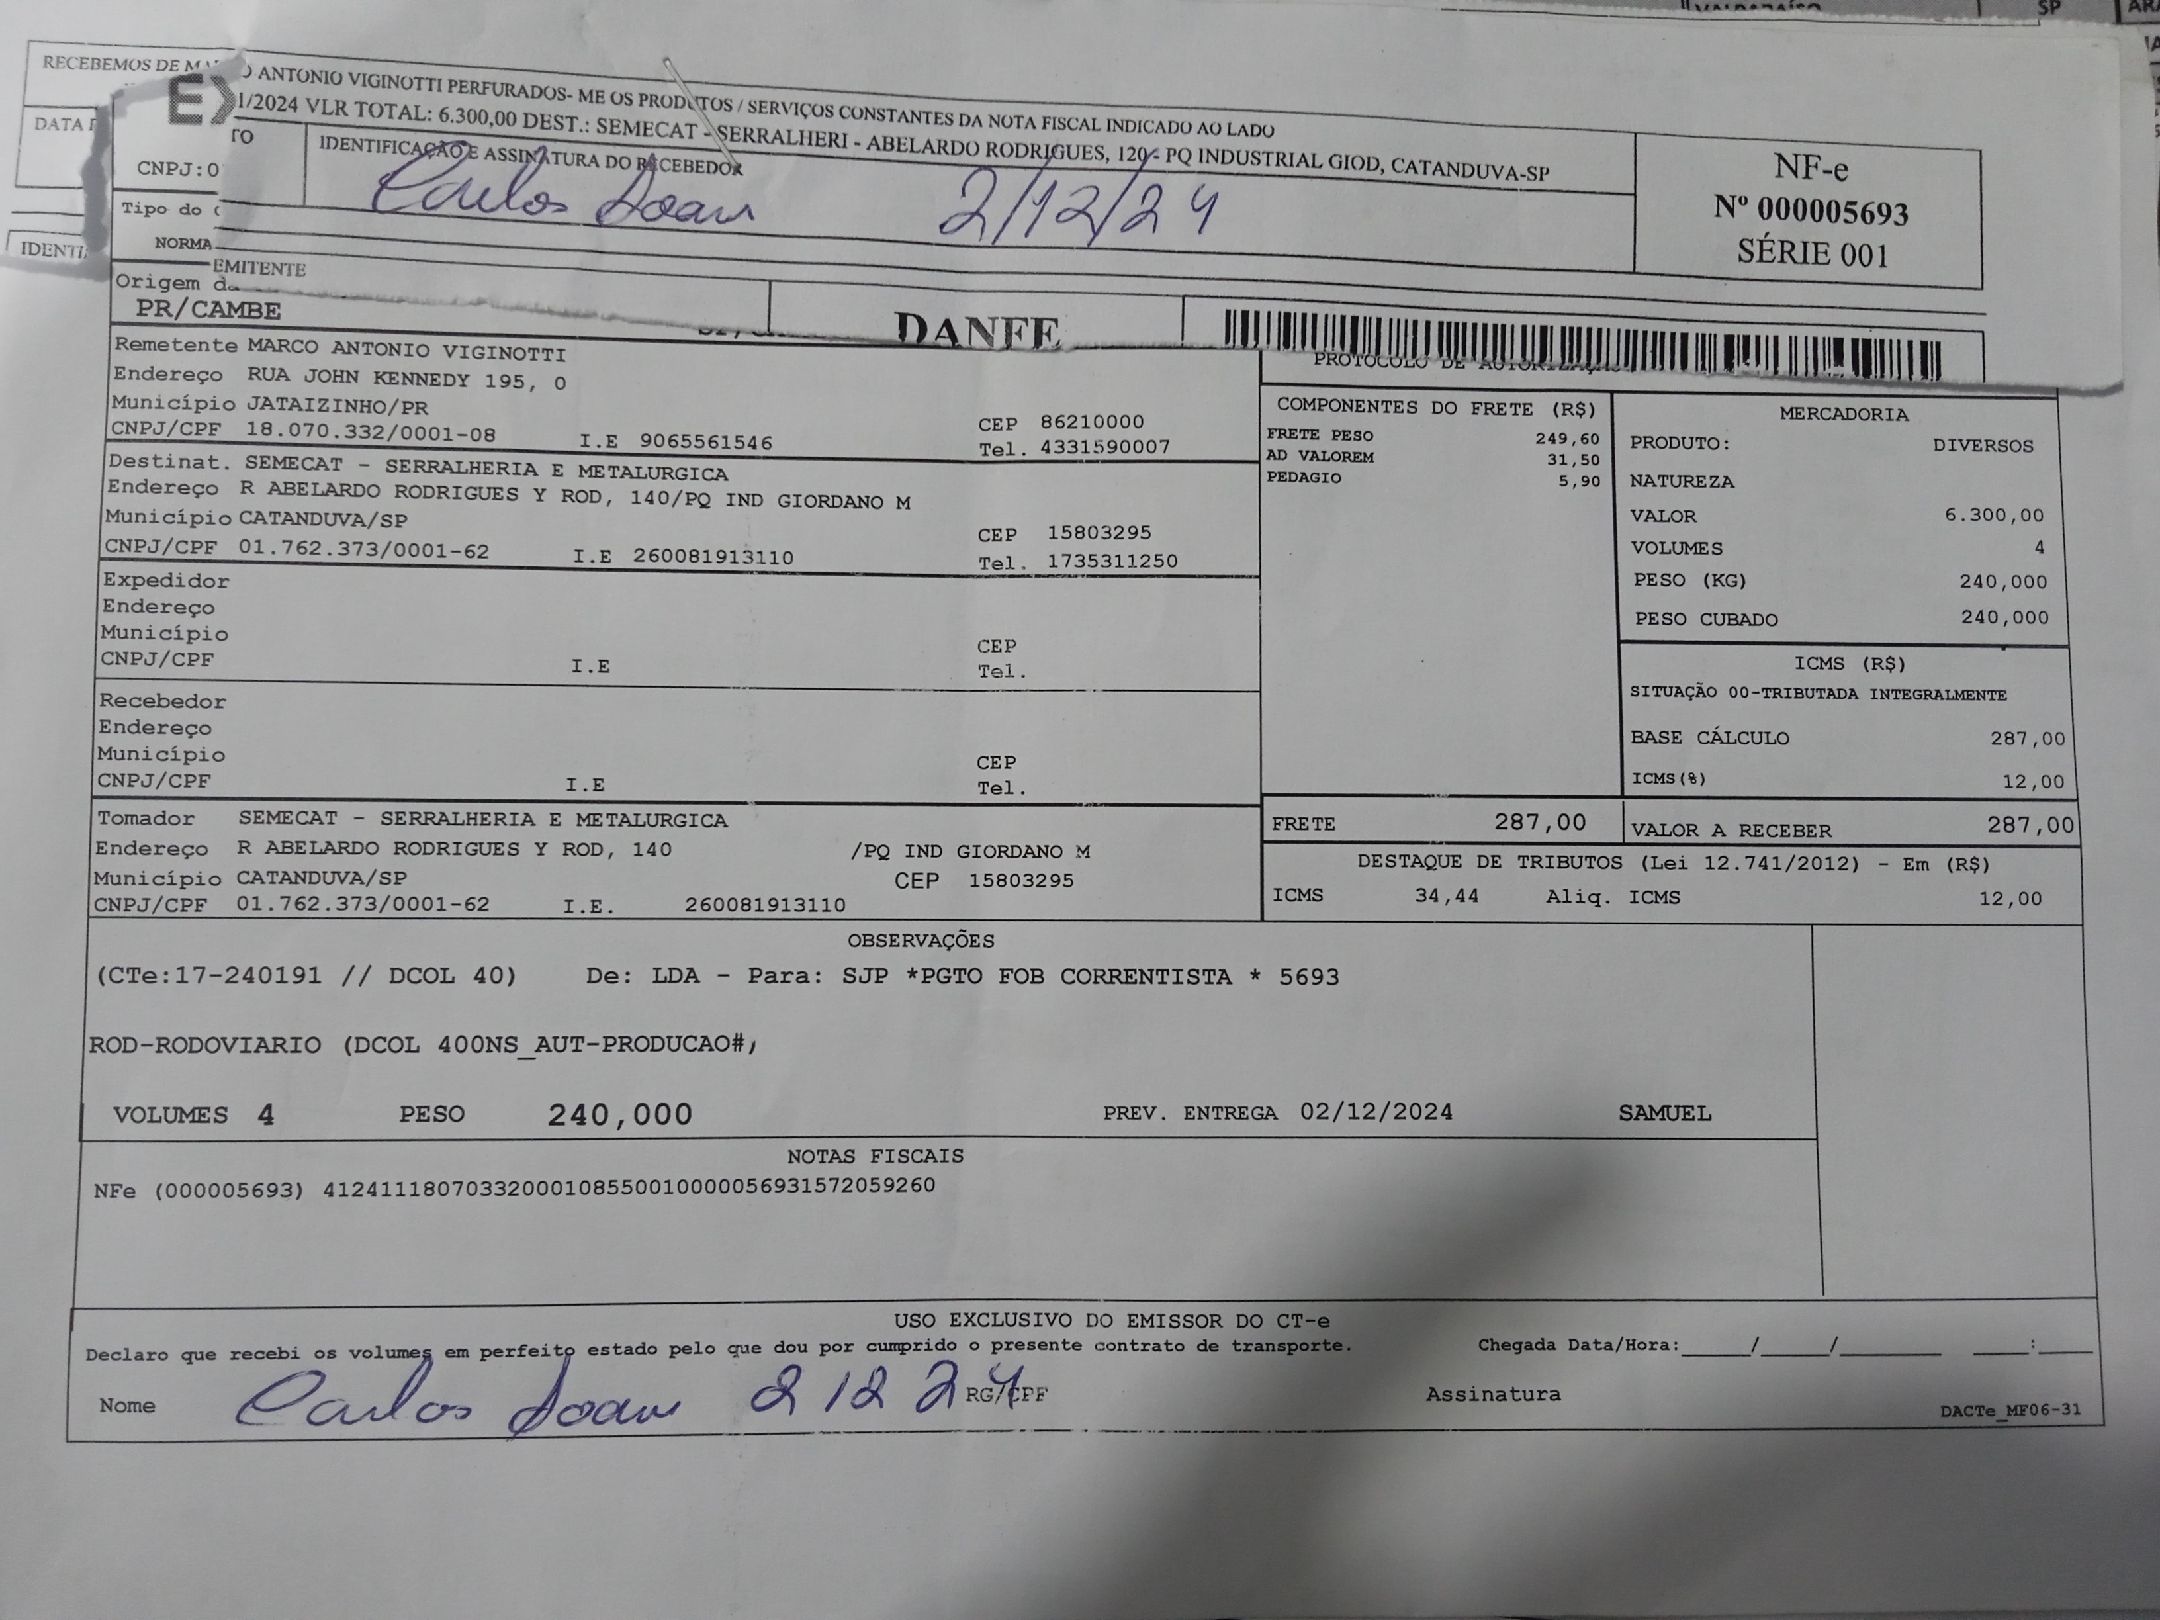 VALPARAÍSO SP
RECEBEMOS DE MA O ANTONIO VIGINOTTI PERFURADOS- ME OS PRODUTOS / SERVIÇOS CONSTANTES DA NOTA FISCAL INDICADO AO LADO
1/2024 VLR TOTAL: 6.300,00 DEST.: SEMECAT - SERRALHERI - ABELARDO RODRIGUES, 120 - PQ INDUSTRIAL GIOD, CATANDUVA-SP
DATA
TO
IDENTIFICAÇÃO E ASSINATURA DO RECEBEDOR
Carlos 2/12/24
NF-e
Nº 000005693
SÉRIE 001
CNPJ:0
Tipo do
NORMA
IDENTI
EMITENTE
Origem da
PR/CAMBE
DANFE
PROTOCOLO DE AUTORIZAÇÃO
Remetente MARCO ANTONIO VIGINOTTI
Endereço RUA JOHN KENNEDY 195, 0
Município JATAIZINHO/PR CEP 86210000
CNPJ/CPF 18.070.332/0001-08 I.E 9065561546 Tel. 4331590007
Destinat. SEMECAT - SERRALHERIA E METALURGICA
Endereço R ABELARDO RODRIGUES Y ROD, 140/PQ IND GIORDANO M
Município CATANDUVA/SP CEP 15803295
CNPJ/CPF 01.762.373/0001-62 I.E 260081913110 Tel. 1735311250
Expedidor
Endereço
Município CEP
CNPJ/CPF I.E Tel.
Recebedor
Endereço
Município CEP
CNPJ/CPF I.E Tel.
Tomador SEMECAT - SERRALHERIA E METALURGICA
Endereço R ABELARDO RODRIGUES Y ROD, 140 /PQ IND GIORDANO M
Município CATANDUVA/SP CEP 15803295
CNPJ/CPF 01.762.373/0001-62 I.E. 260081913110
COMPONENTES DO FRETE (R$)
FRETE PESO 249,60
AD VALOREM 31,50
PEDAGIO 5,90
MERCADORIA
PRODUTO: DIVERSOS
NATUREZA
VALOR 6.300,00
VOLUMES 4
PESO (KG) 240,000
PESO CUBADO 240,000
ICMS (R$)
SITUAÇÃO 00-TRIBUTADA INTEGRALMENTE
BASE CÁLCULO 287,00
ICMS(%) 12,00
FRETE 287,00 VALOR A RECEBER 287,00
DESTAQUE DE TRIBUTOS (Lei 12.741/2012) - Em (R$)
ICMS 34,44 Aliq. ICMS 12,00
OBSERVAÇÕES
(CTe:17-240191 // DCOL 40) De: LDA - Para: SJP *PGTO FOB CORRENTISTA * 5693
ROD-RODOVIARIO (DCOL 400NS_AUT-PRODUCAO#,
VOLUMES 4 PESO 240,000 PREV. ENTREGA 02/12/2024 SAMUEL
NOTAS FISCAIS
NFe (000005693) 41241118070332000108550010000056931572059260
USO EXCLUSIVO DO EMISSOR DO CT-e
Declaro que recebi os volumes em perfeito estado pelo que dou por cumprido o presente contrato de transporte. Chegada Data/Hora:_____/_____/_______ ____:____
Nome Carlos 2 12 24 RG/CPF Assinatura
DACTe_MF06-31